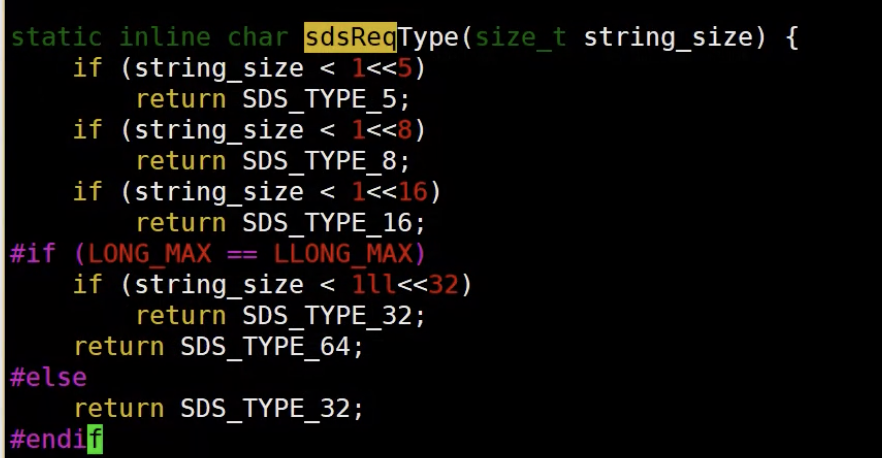 static inline char sdsReqType(size_t string_size) {
    if (string_size < 1<<5)
        return SDS_TYPE_5;
    if (string_size < 1<<8)
        return SDS_TYPE_8;
    if (string_size < 1<<16)
        return SDS_TYPE_16;
#if (LONG_MAX == LLONG_MAX)
    if (string_size < 1ll<<32)
        return SDS_TYPE_32;
    return SDS_TYPE_64;
#else
    return SDS_TYPE_32;
#endif